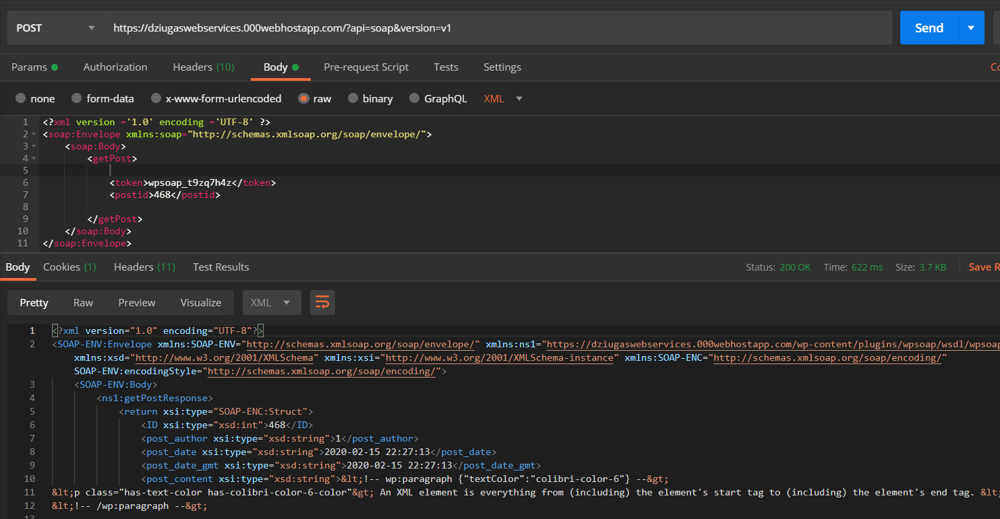 POST https://dziugaswebservices.000webhostapp.com/?api=soap&version=v1 Send
Params Authorization Headers (10) Body Pre-request Script Tests Settings
none form-data x-www-form-urlencoded raw binary GraphQL XML
1 <?xml version ='1.0' encoding ='UTF-8' ?>
2 <soap:Envelope xmlns:soap="http://schemas.xmlsoap.org/soap/envelope/">
3 <soap:Body>
4 <getPost>
5
6 <token>wpsoap_t9zq7h4z</token>
7 <postid>468</postid>
8
9 </getPost>
10 </soap:Body>
11 </soap:Envelope>
Body Cookies (1) Headers (11) Test Results Status: 200 OK Time: 622 ms Size: 3.7 KB Save R
Pretty Raw Preview Visualize XML
1 <?xml version="1.0" encoding="UTF-8"?>
2 <SOAP-ENV:Envelope xmlns:SOAP-ENV="http://schemas.xmlsoap.org/soap/envelope/" xmlns:ns1="https://dziugaswebservices.000webhostapp.com/wp-content/plugins/wpsoap/wsdl/wpsoap
xmlns:xsd="http://www.w3.org/2001/XMLSchema" xmlns:xsi="http://www.w3.org/2001/XMLSchema-instance" xmlns:SOAP-ENC="http://schemas.xmlsoap.org/soap/encoding/"
SOAP-ENV:encodingStyle="http://schemas.xmlsoap.org/soap/encoding/">
3 <SOAP-ENV:Body>
4 <ns1:getPostResponse>
5 <return xsi:type="SOAP-ENC:Struct">
6 <ID xsi:type="xsd:int">468</ID>
7 <post_author xsi:type="xsd:string">1</post_author>
8 <post_date xsi:type="xsd:string">2020-02-15 22:27:13</post_date>
9 <post_date_gmt xsi:type="xsd:string">2020-02-15 22:27:13</post_date_gmt>
10 <post_content xsi:type="xsd:string">&lt;!-- wp:paragraph {"textColor":"colibri-color-6"} --&gt;
11 &lt;p class="has-text-color has-colibri-color-6-color"&gt; An XML element is everything from (including) the element's start tag to (including) the element's end tag. &lt;
12 &lt;!-- /wp:paragraph --&gt;